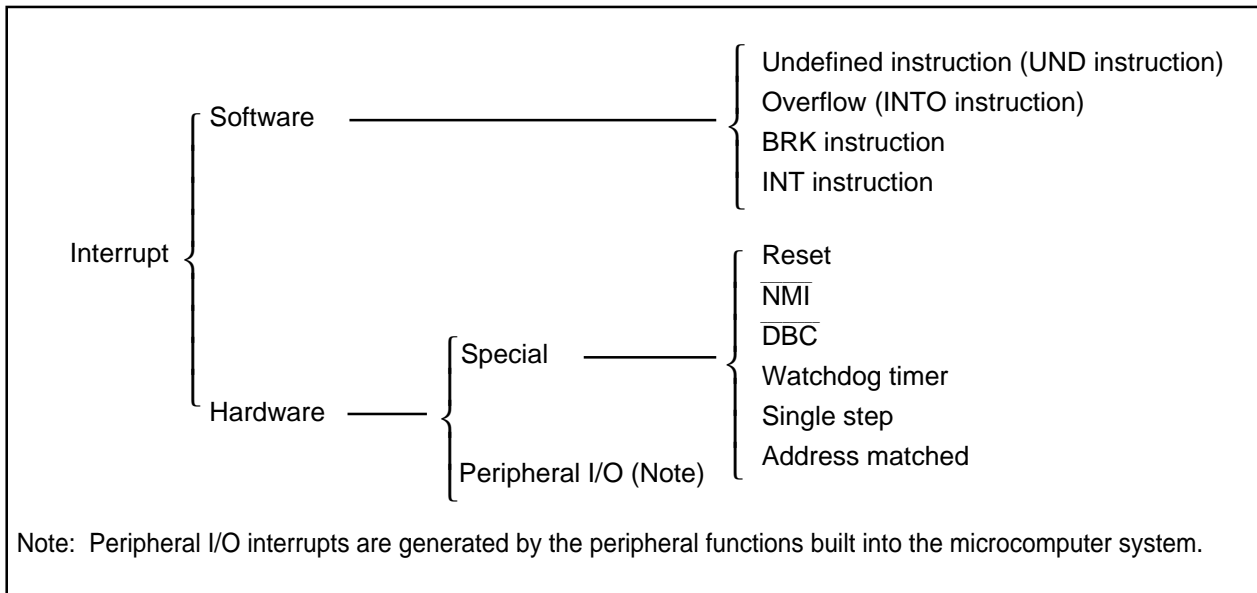 Undefined instruction (UND instruction)
Overflow (INTO instruction)
Software
BRK instruction
INT instruction
Interrupt
Reset
N̅M̅I̅
D̅B̅C̅
Special
Watchdog timer
Hardware
Single step
Address matched
Peripheral I/O (Note)
Note: Peripheral I/O interrupts are generated by the peripheral functions built into the microcomputer system.